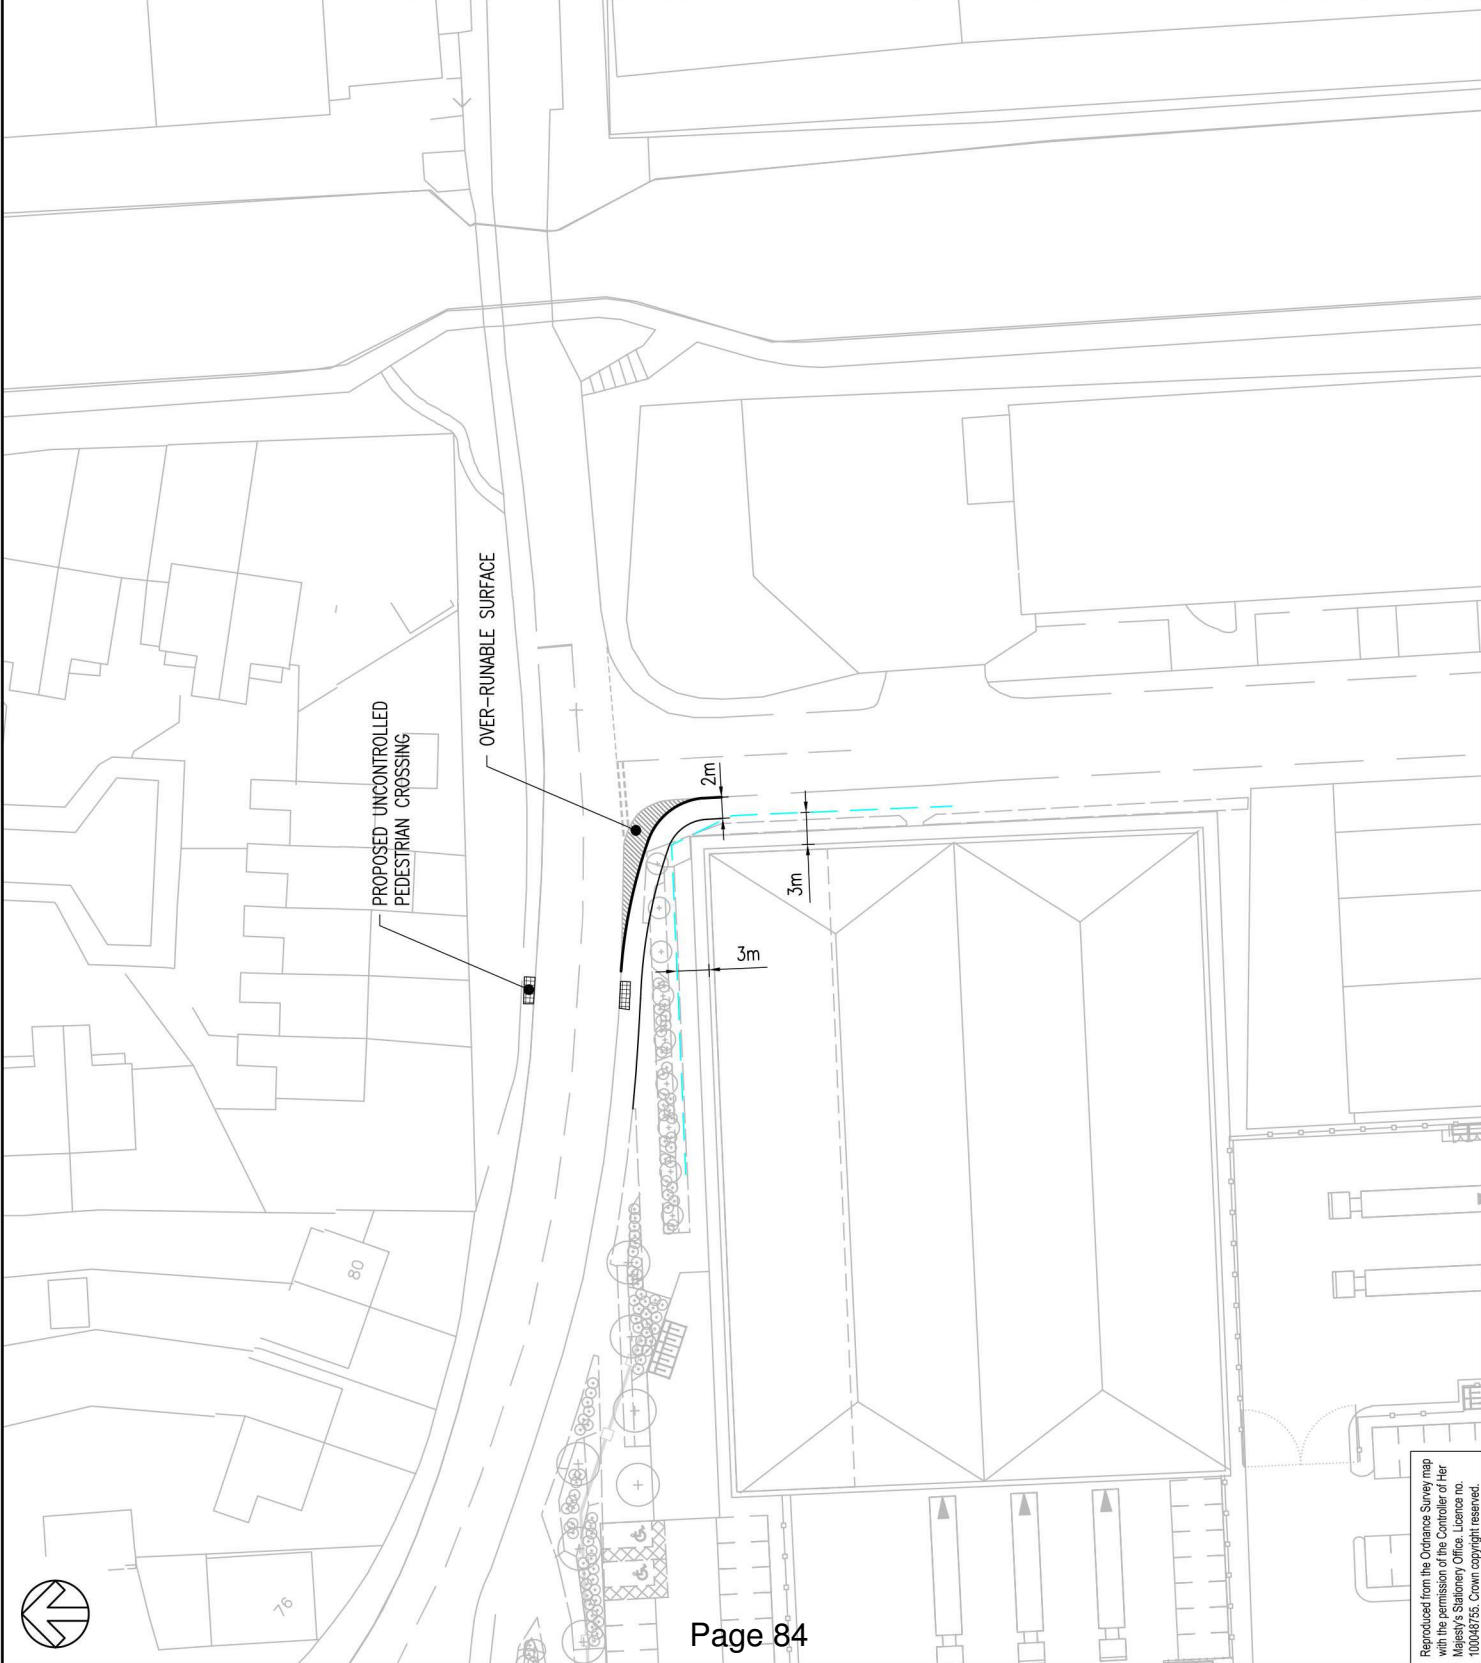 OVER-RUNABLE SURFACE
PROPOSED UNCONTROLLED
PEDESTRIAN CROSSING
2m
3m
3m
80
76
Page 84
Reproduced from the Ordnance Survey map
with the permission of the Controller of Her
Majesty's Stationery Office. Licence no.
100048755. Crown copyright reserved.